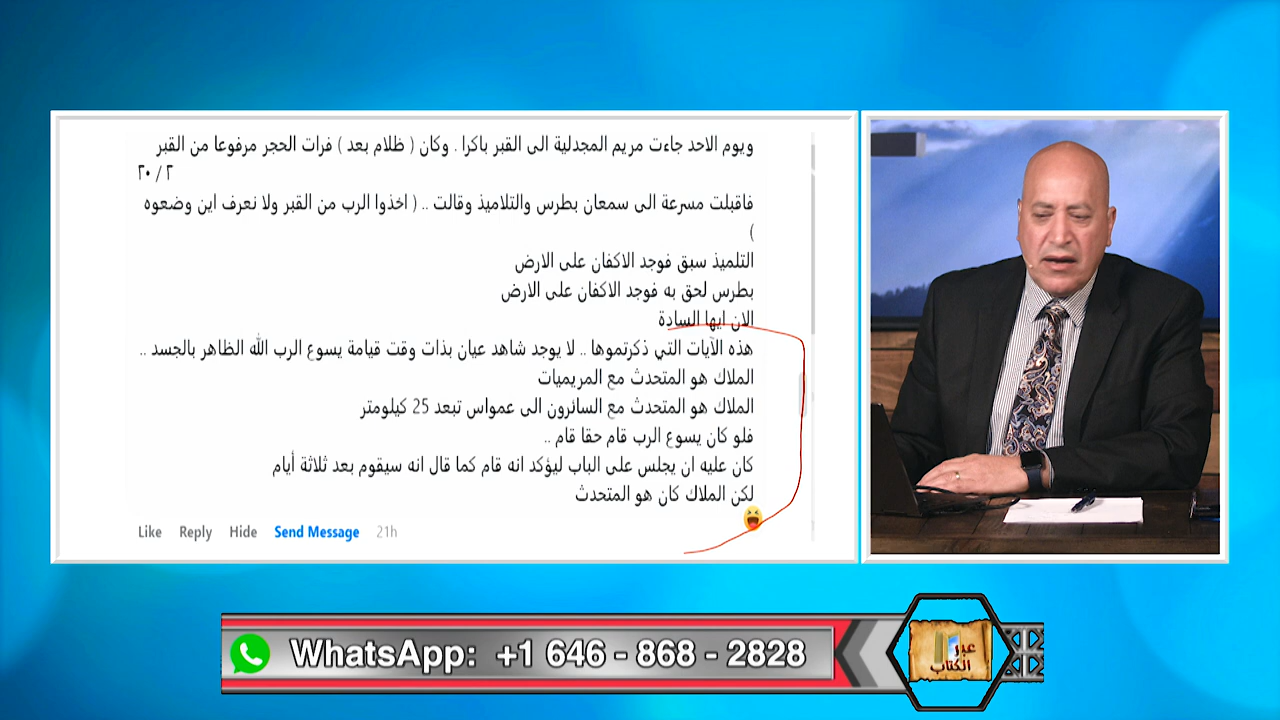 ويوم الاحد جاءت مريم المجدلية الى القبر باكرا . وكان ( ظلام بعد ) فرات الحجر مرفوعا من القبر
٢٠ / ٢
فاقبلت مسرعة الى سمعان بطرس والتلاميذ وقالت .. ( اخذوا الرب من القبر ولا نعرف اين وضعوه
)
التلميذ سبق فوجد الاكفان على الارض
بطرس لحق به فوجد الاكفان على الارض
الان ايها السادة
هذه الآيات التي ذكرتموها .. لا يوجد شاهد عيان بذات وقت قيامة يسوع الرب الله الظاهر بالجسد ..
الملاك هو المتحدث مع المريميات
الملاك هو المتحدث مع السائرون الى عمواس تبعد 25 كيلومتر
فلو كان يسوع الرب قام حقا قام ..
كان عليه ان يجلس على الباب ليؤكد انه قام كما قال انه سيقوم بعد ثلاثة أيام
لكن الملاك كان هو المتحدث
Like Reply Hide Send Message 21h
WhatsApp: +1 646 - 868 - 2828
عبر
الكتاب